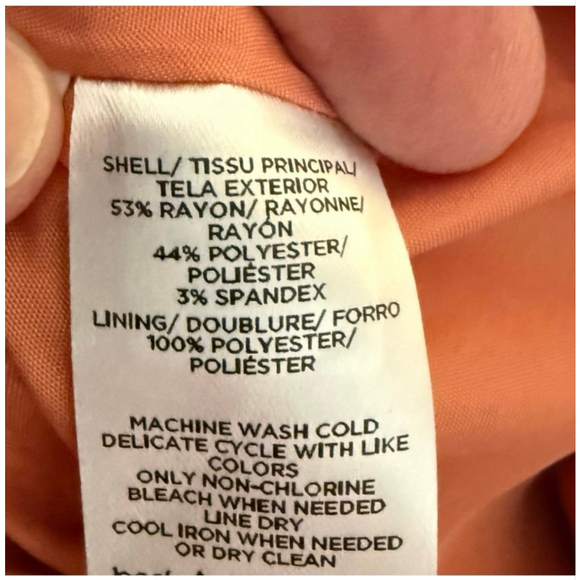 SHELL/ TISSU PRINCIPAL/
TELA EXTERIOR
53% RAYON/ RAYONNE/
RAYÓN
44% POLYESTER/
POLIÉSTER
3% SPANDEX
LINING/ DOUBLURE/ FORRO
100% POLYESTER/
POLIÉSTER
MACHINE WASH COLD
DELICATE CYCLE WITH LIKE
COLORS
ONLY NON-CHLORINE
BLEACH WHEN NEEDED
LINE DRY
COOL IRON WHEN NEEDED
OR DRY CLEAN